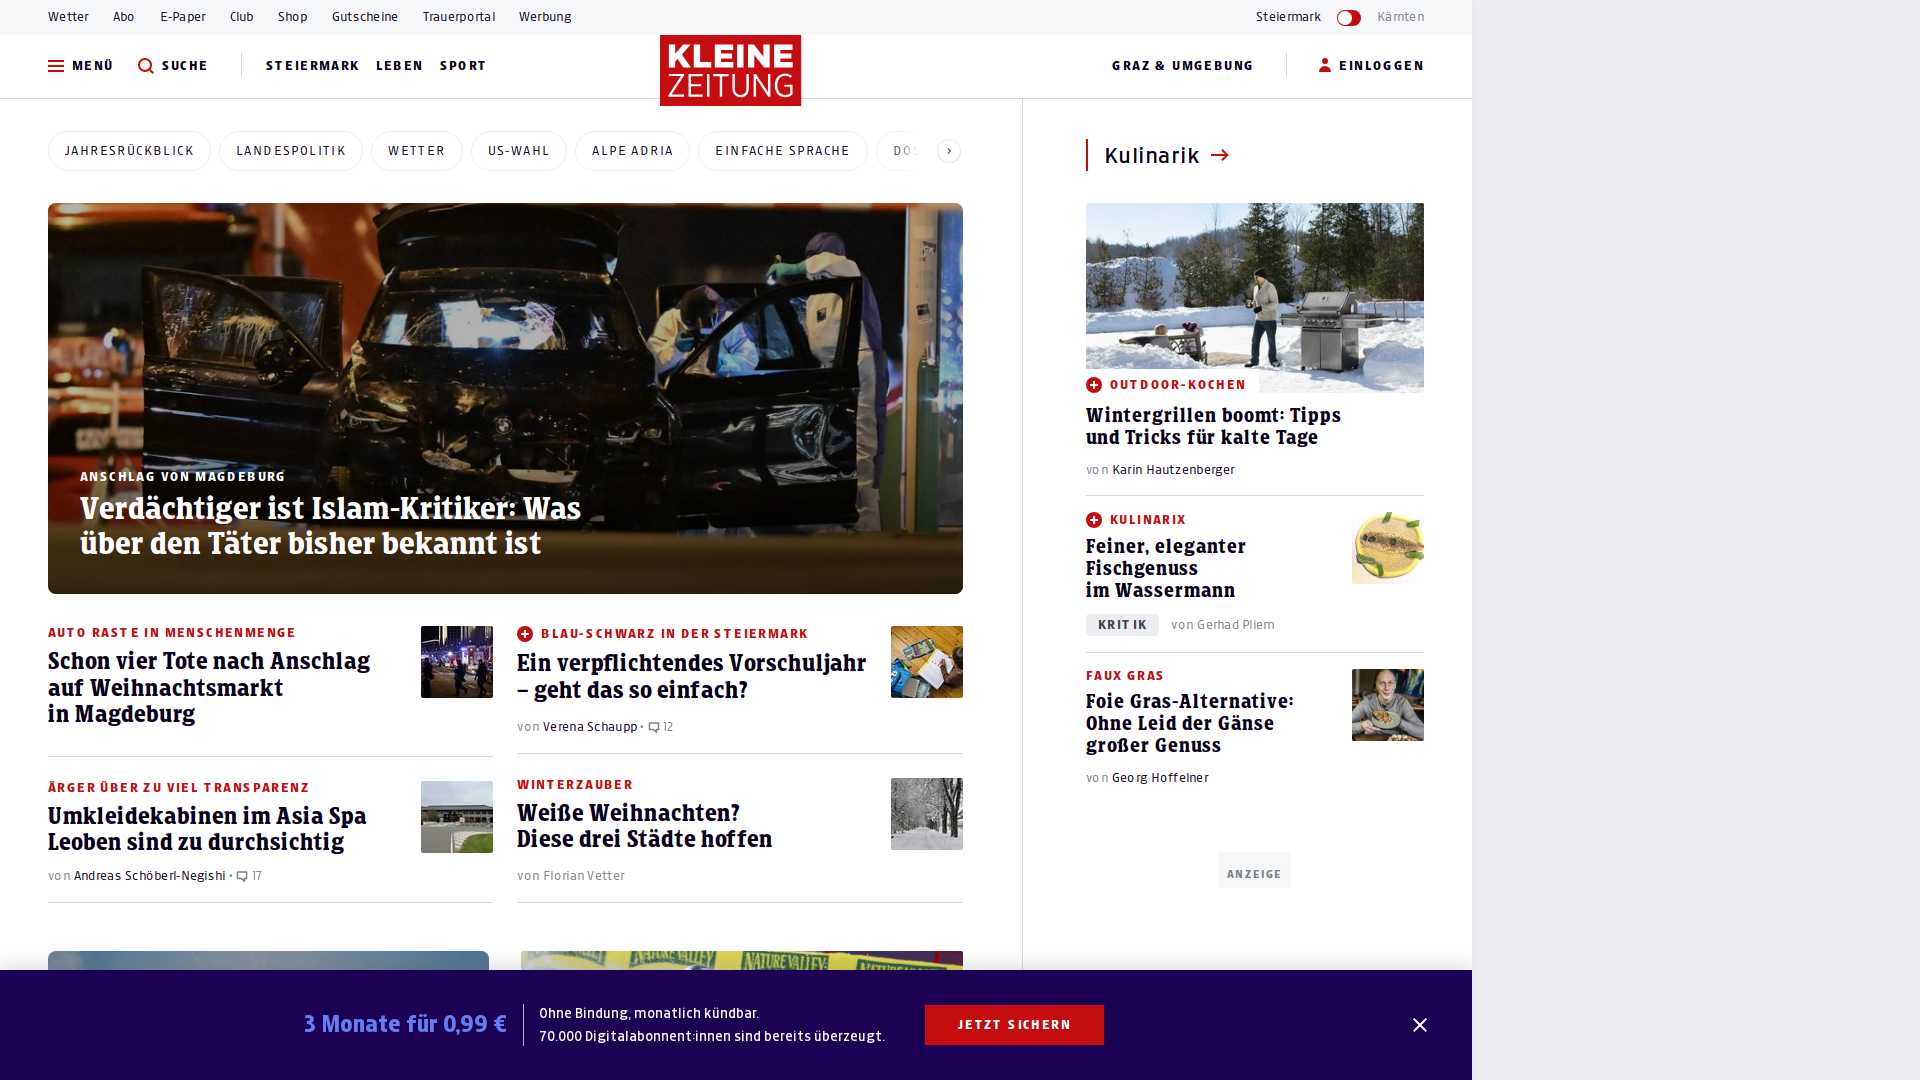 Wetter Abo E-Paper Club Shop Gutscheine Trauerportal Werbung Steiermark Kärnten
MENÜ SUCHE STEIERMARK LEBEN SPORT GRAZ & UMGEBUNG EINLOGGEN
KLEINE
ZEITUNG
JAHRESRÜCKBLICK LANDESPOLITIK WETTER US-WAHL ALPE ADRIA EINFACHE SPRACHE
ANSCHLAG VON MAGDEBURG
Verdächtiger ist Islam-Kritiker: Was
über den Täter bisher bekannt ist
AUTO RASTE IN MENSCHENMENGE
Schon vier Tote nach Anschlag
auf Weihnachtsmarkt
in Magdeburg
ÄRGER ÜBER ZU VIEL TRANSPARENZ
Umkleidekabinen im Asia Spa
Leoben sind zu durchsichtig
von Andreas Schöberl-Negishi • 17
BLAU-SCHWARZ IN DER STEIERMARK
Ein verpflichtendes Vorschuljahr
– geht das so einfach?
von Verena Schaupp • 12
WINTERZAUBER
Weiße Weihnachten?
Diese drei Städte hoffen
von Florian Vetter
NATURE VALLEY NATURE VALLEY
Kulinarik
OUTDOOR-KOCHEN
Wintergrillen boomt: Tipps
und Tricks für kalte Tage
von Karin Hautzenberger
KULINARIX
Feiner, eleganter
Fischgenuss
im Wassermann
KRITIK von Gerhad Pliem
FAUX GRAS
Foie Gras-Alternative:
Ohne Leid der Gänse
großer Genuss
von Georg Hoffelner
ANZEIGE
3 Monate für 0,99 €
Ohne Bindung, monatlich kündbar.
70.000 Digitalabonnent:innen sind bereits überzeugt.
JETZT SICHERN